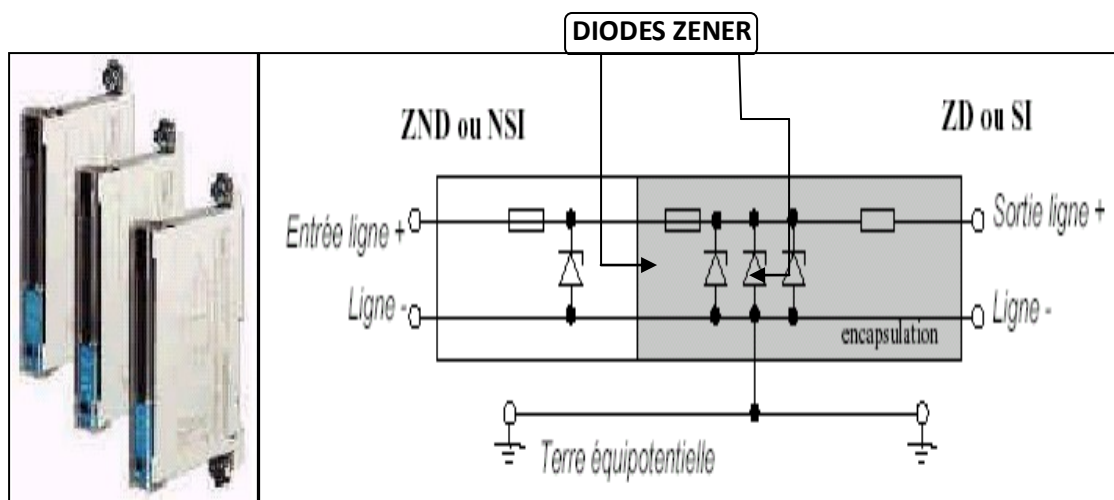 DIODES ZENER
ZND ou NSI
ZD ou SI
Entrée ligne +
Sortie ligne +
Ligne -
Ligne -
encapsulation
Terre équipotentielle